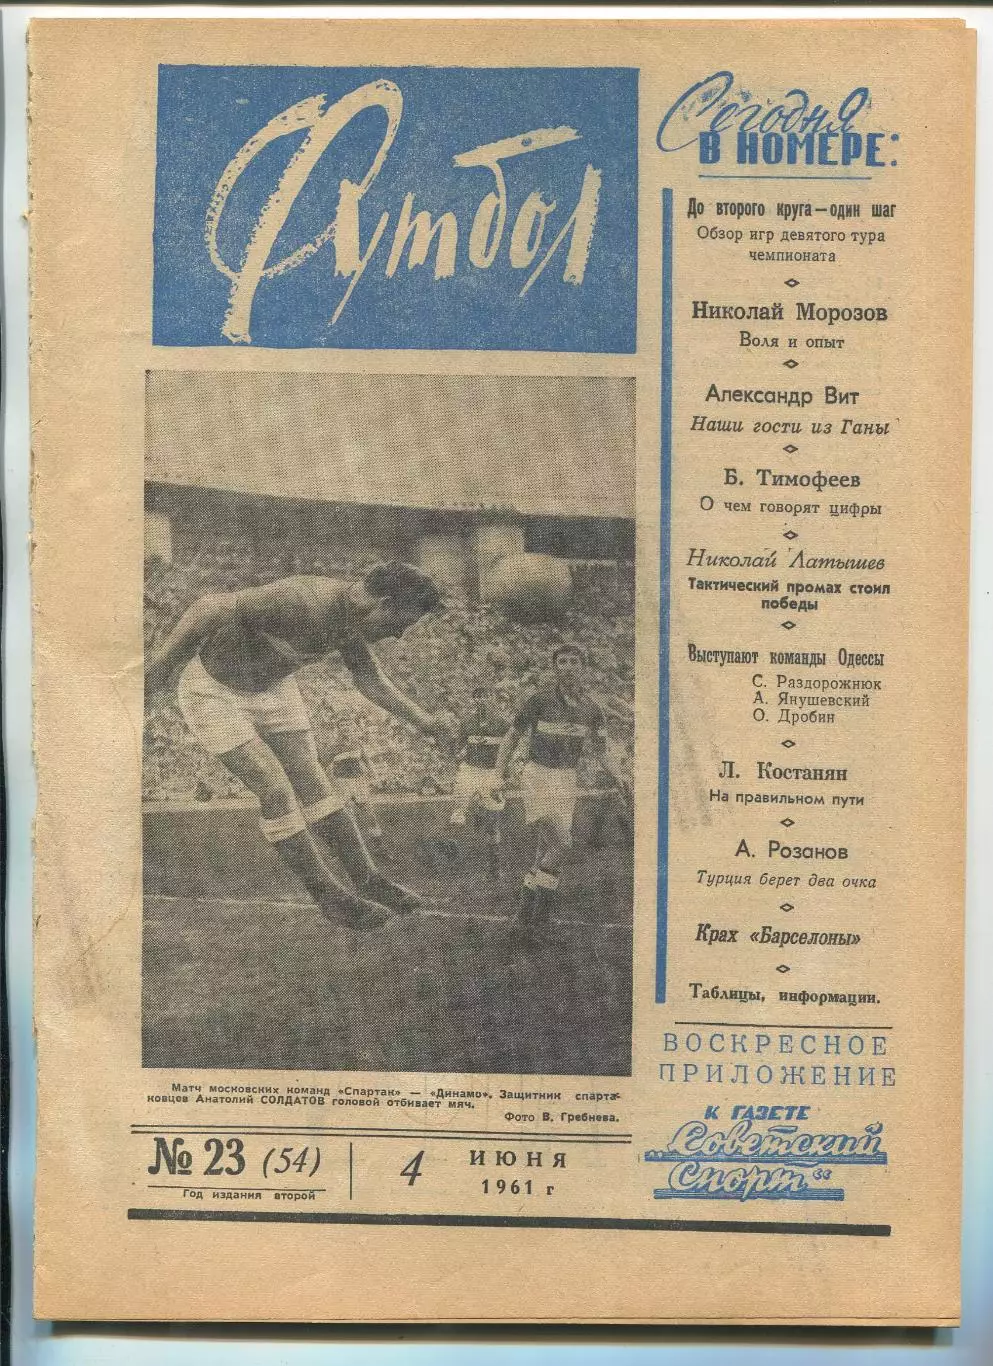 Футбол
Сегодня
В НОМЕРЕ:
До второго круга — один шаг
Обзор игр девятого тура
чемпионата
Николай Морозов
Воля и опыт
Александр Вит
Наши гости из Ганы
Б. Тимофеев
О чем говорят цифры
Николай Латышев
Тактический промах стоил
победы
Выступают команды Одессы
С. Раздорожнюк
А. Янушевский
О. Дробин
Л. Костанян
На правильном пути
А. Розанов
Турция берет два очка
Крах «Барселоны»
Таблицы, информации.
ВОСКРЕСНОЕ
ПРИЛОЖЕНИЕ
К ГАЗЕТЕ
„Советский
Спорт“
Матч московских команд «Спартак» — «Динамо». Защитник спарта-
ковцев Анатолий СОЛДАТОВ головой отбивает мяч.
Фото В. Гребнева.
№ 23 (54)
Год издания второй
4 ИЮНЯ
1961 г